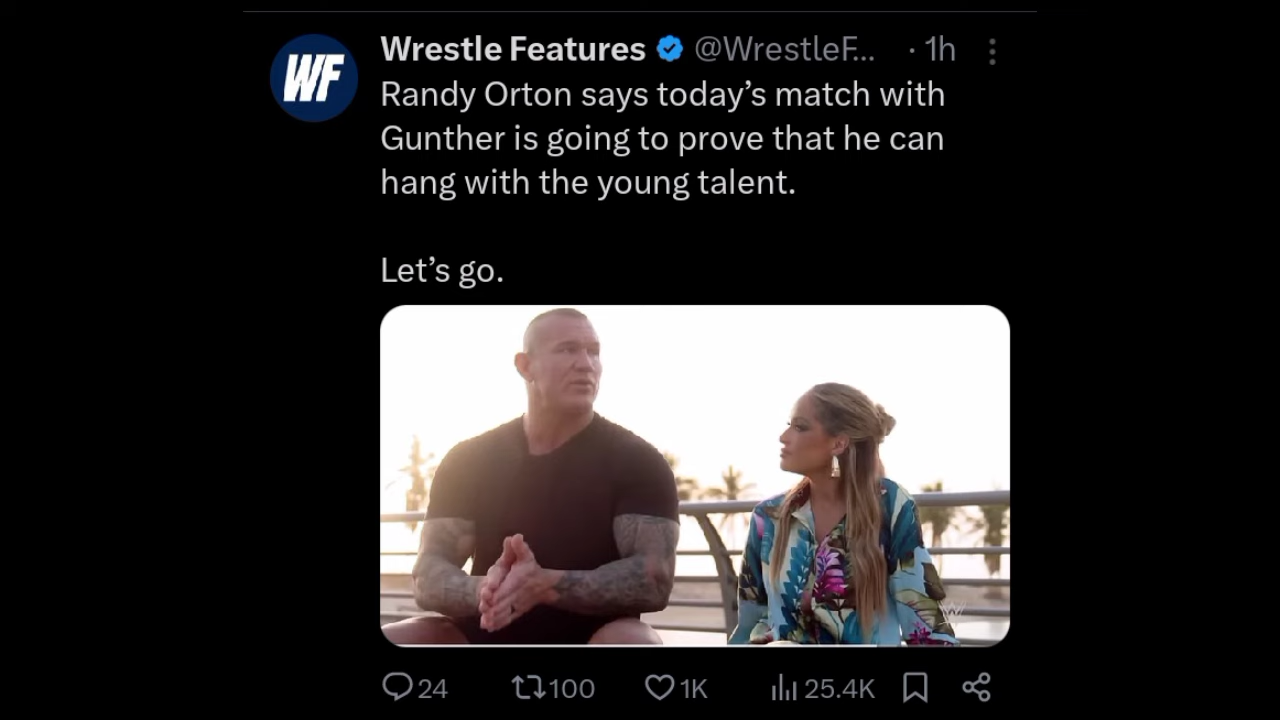 WF
Wrestle Features @WrestleF... · 1h
Randy Orton says today’s match with
Gunther is going to prove that he can
hang with the young talent.
Let’s go.
W
24 100 1K 25.4K